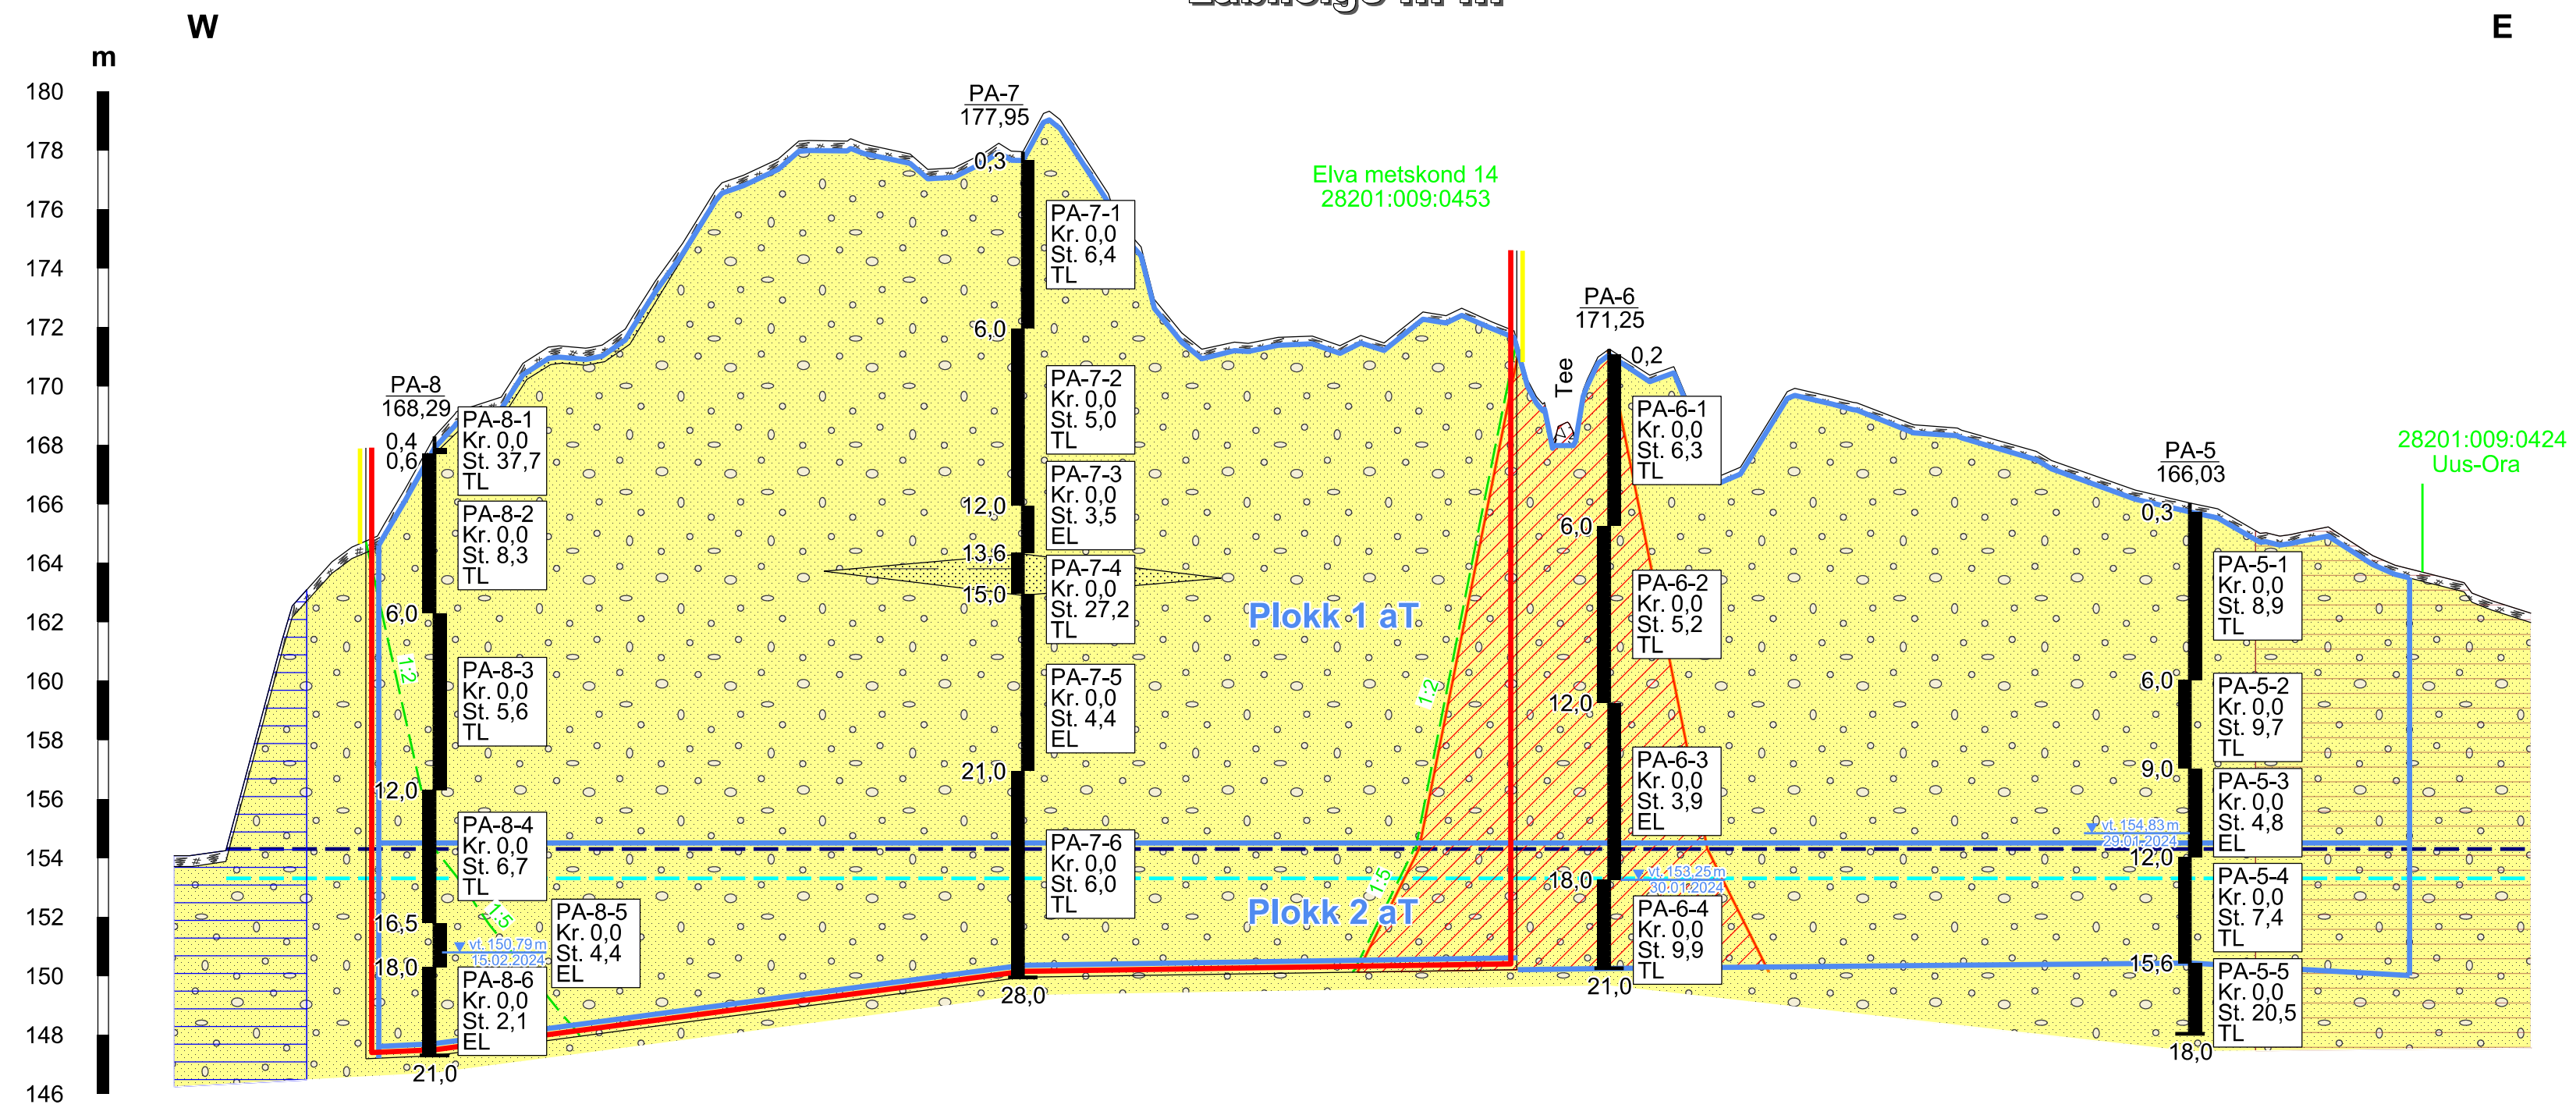 W
E
m
180
178
176
174
172
170
168
166
164
162
160
158
156
154
152
150
148
146
PA-8
168,29
0,4
0,6
6,0
12,0
16,5
18,0
21,0
PA-8-1
Kr. 0,0
St. 37,7
TL
PA-8-2
Kr. 0,0
St. 8,3
TL
PA-8-3
Kr. 0,0
St. 5,6
TL
PA-8-4
Kr. 0,0
St. 6,7
TL
PA-8-5
Kr. 0,0
St. 4,4
EL
PA-8-6
Kr. 0,0
St. 2,1
EL
vt. 150,79 m
15.02.2024
1:2
1:5
PA-7
177,95
0,3
6,0
12,0
13,6
15,0
21,0
28,0
PA-7-1
Kr. 0,0
St. 6,4
TL
PA-7-2
Kr. 0,0
St. 5,0
TL
PA-7-3
Kr. 0,0
St. 3,5
EL
PA-7-4
Kr. 0,0
St. 27,2
TL
PA-7-5
Kr. 0,0
St. 4,4
EL
PA-7-6
Kr. 0,0
St. 6,0
TL
Elva metskond 14
28201:009:0453
Plokk 1 aT
Plokk 2 aT
1:2
1:5
Tee
PA-6
171,25
0,2
6,0
12,0
18,0
21,0
PA-6-1
Kr. 0,0
St. 6,3
TL
PA-6-2
Kr. 0,0
St. 5,2
TL
PA-6-3
Kr. 0,0
St. 3,9
EL
PA-6-4
Kr. 0,0
St. 9,9
TL
vt. 153,25 m
30.01.2024
PA-5
166,03
0,3
6,0
9,0
12,0
15,6
18,0
PA-5-1
Kr. 0,0
St. 8,9
TL
PA-5-2
Kr. 0,0
St. 9,7
TL
PA-5-3
Kr. 0,0
St. 4,8
EL
PA-5-4
Kr. 0,0
St. 7,4
TL
PA-5-5
Kr. 0,0
St. 20,5
TL
vt. 154,83 m
29.01.2024
28201:009:0424
Uus-Ora